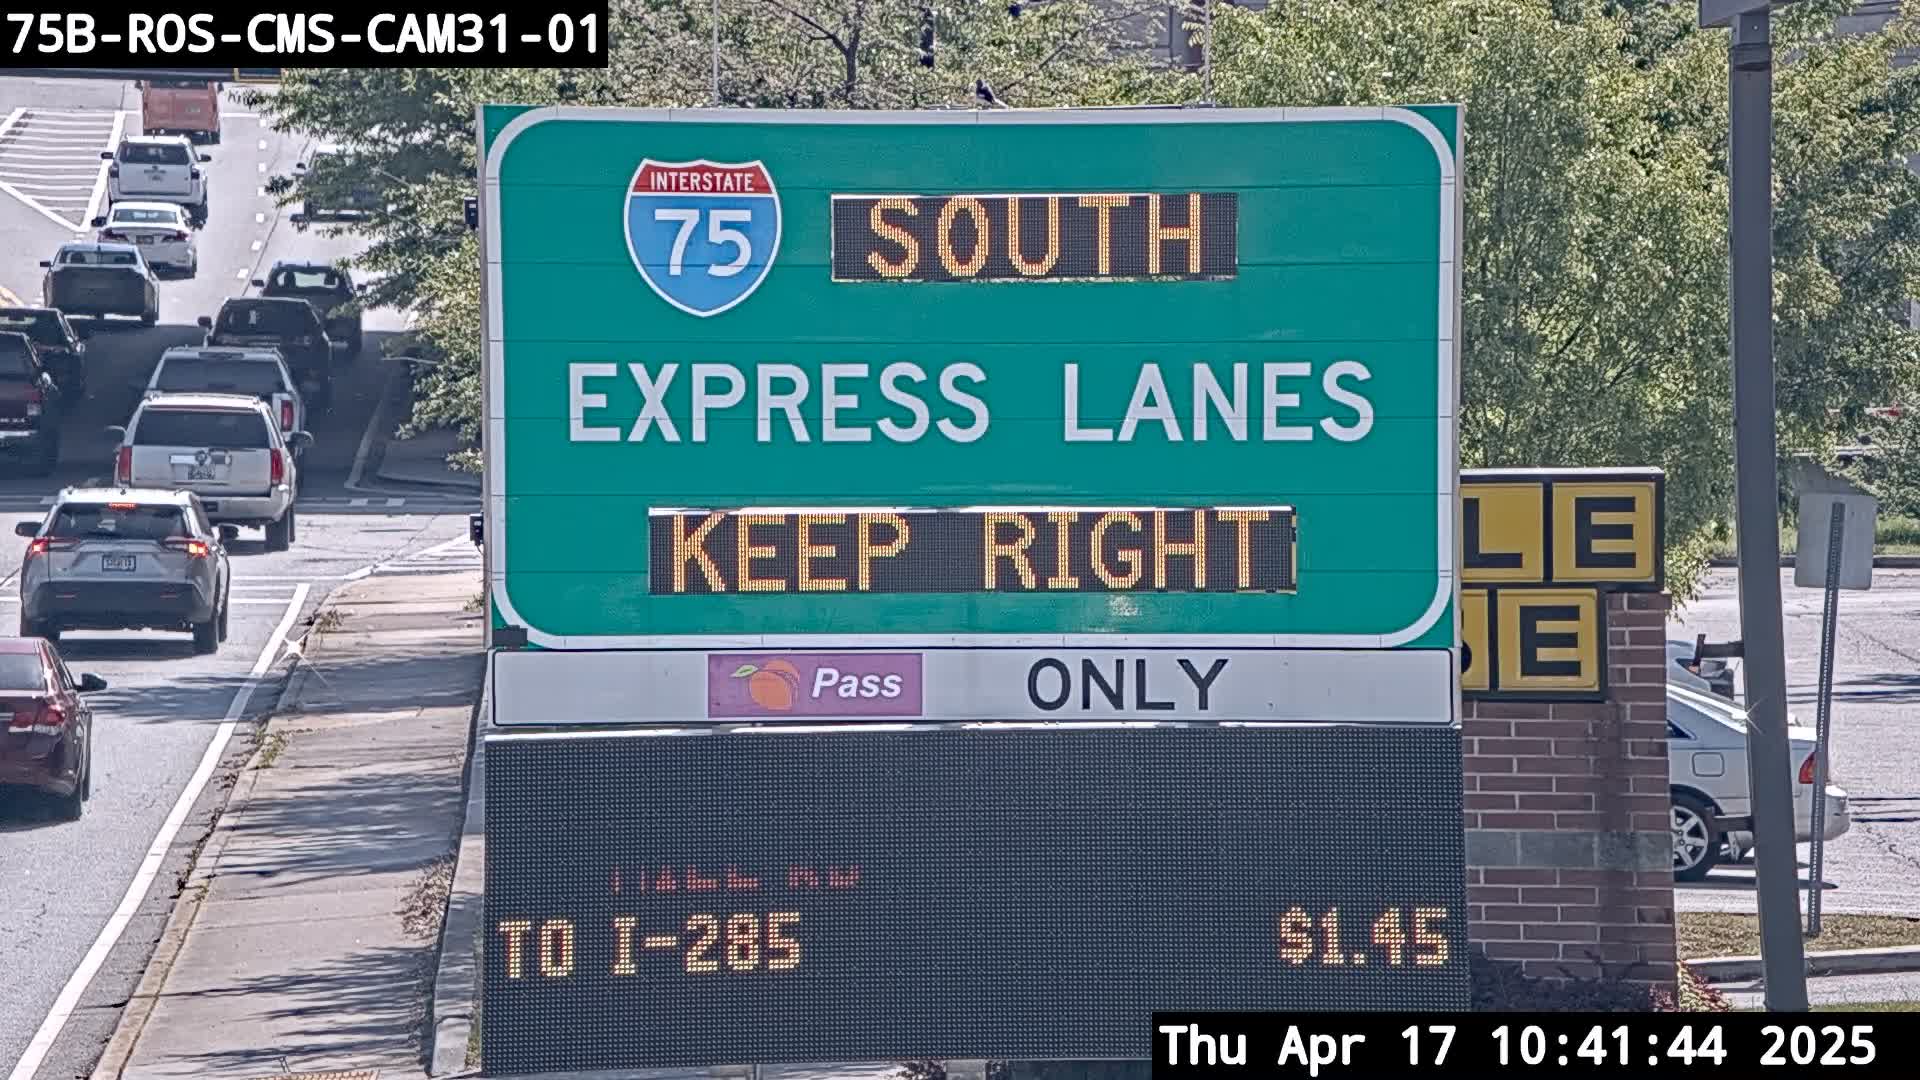 75B-ROS-CMS-CAM31-01
INTERSTATE
75
SOUTH
EXPRESS LANES
KEEP RIGHT
LE
E
Pass ONLY
TO I-285 $1.45
Thu Apr 17 10:41:44 2025